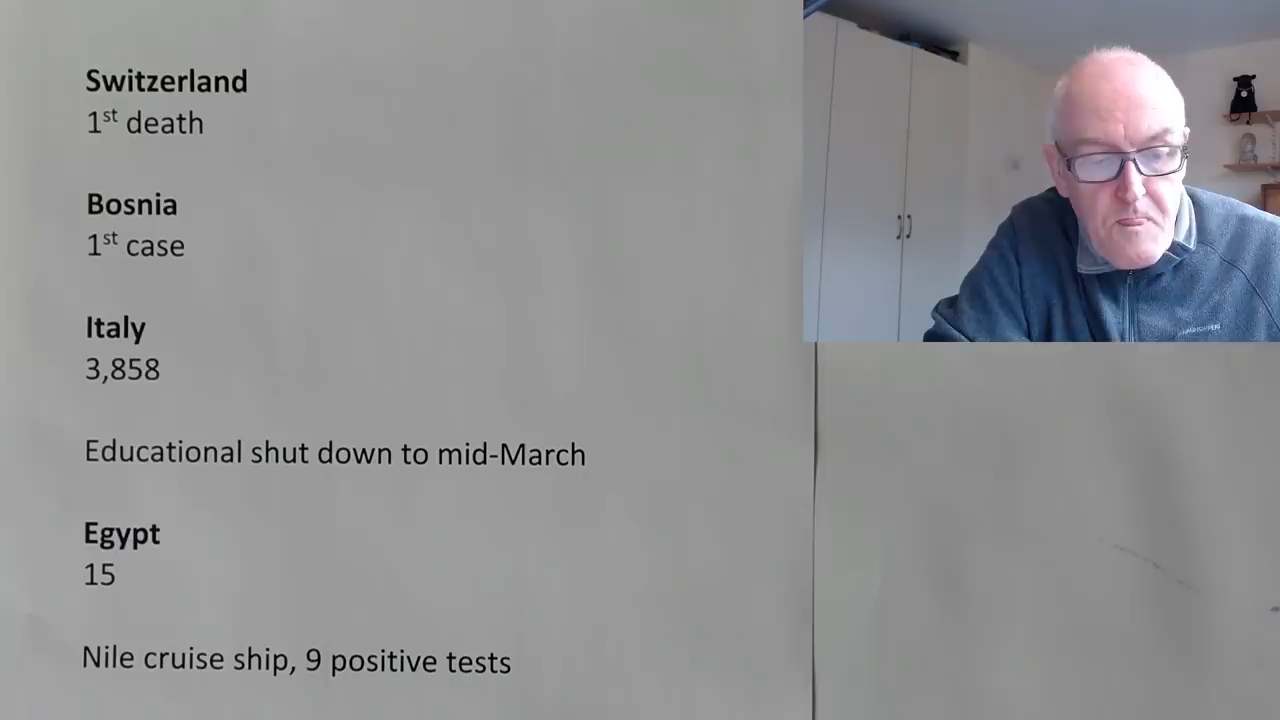 Switzerland
1st death
Bosnia
1st case
Italy
3,858
Educational shut down to mid-March
Egypt
15
Nile cruise ship, 9 positive tests